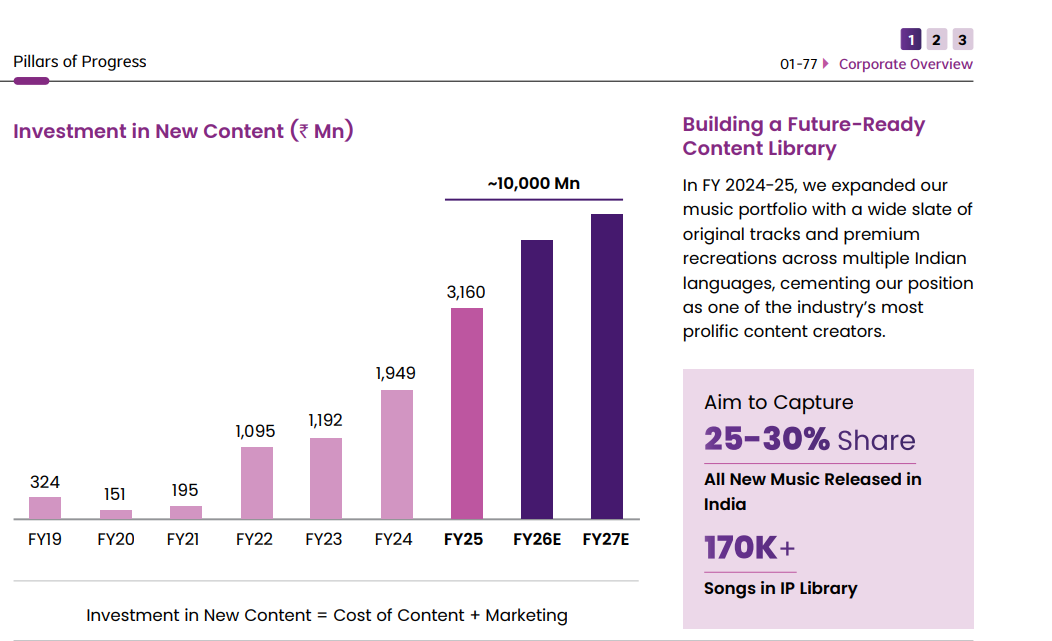 1 2 3
Pillars of Progress
01-77 Corporate Overview
Investment in New Content (₹ Mn)
~10,000 Mn
3,160
1,949
1,192
1,095
324
195
151
FY19 FY20 FY21 FY22 FY23 FY24 FY25 FY26E FY27E
Investment in New Content = Cost of Content + Marketing
Building a Future-Ready
Content Library
In FY 2024-25, we expanded our
music portfolio with a wide slate of
original tracks and premium
recreations across multiple Indian
languages, cementing our position
as one of the industry’s most
prolific content creators.
Aim to Capture
25-30% Share
All New Music Released in
India
170K+
Songs in IP Library